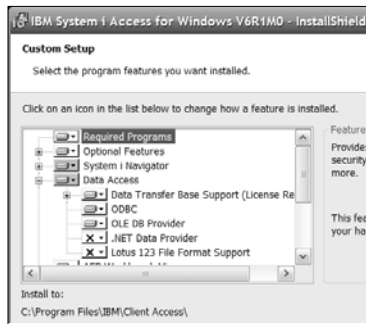 IBM System i Access for Windows V6R1M0 - InstallShield
Custom Setup
Select the program features you want installed.
Click on an icon in the list below to change how a feature is installed.
Required Programs
Optional Features
System i Navigator
Data Access
Data Transfer Base Support (License Re
ODBC
OLE DB Provider
.NET Data Provider
Lotus 123 File Format Support
Feature
Provides
security
more.
This fea
your ha
Install to:
C:\Program Files\IBM\Client Access\